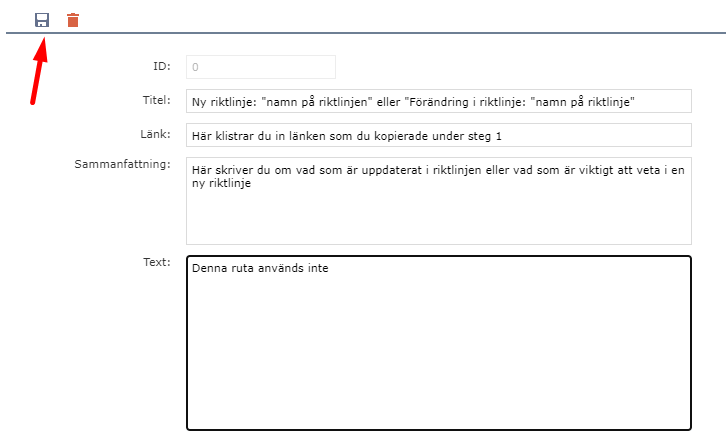 ID: 0
Titel: Ny riktlinje: "namn på riktlinjen" eller "Förändring i riktlinje: "namn på riktlinje"
Länk: Här klistrar du in länken som du kopierade under steg 1
Sammanfattning: Här skriver du om vad som är uppdaterat i riktlinjen eller vad som är viktigt att veta i en
ny riktlinje
Text: Denna ruta används inte